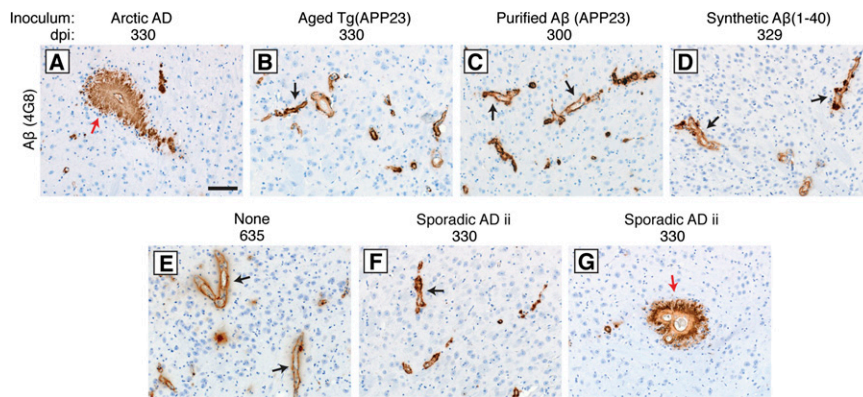 Inoculum: Arctic AD Aged Tg(APP23) Purified Aβ (APP23) Synthetic Aβ(1-40)
dpi: 330 330 300 329
A B C D
Aβ (4G8)
None Sporadic AD ii Sporadic AD ii
635 330 330
E F G